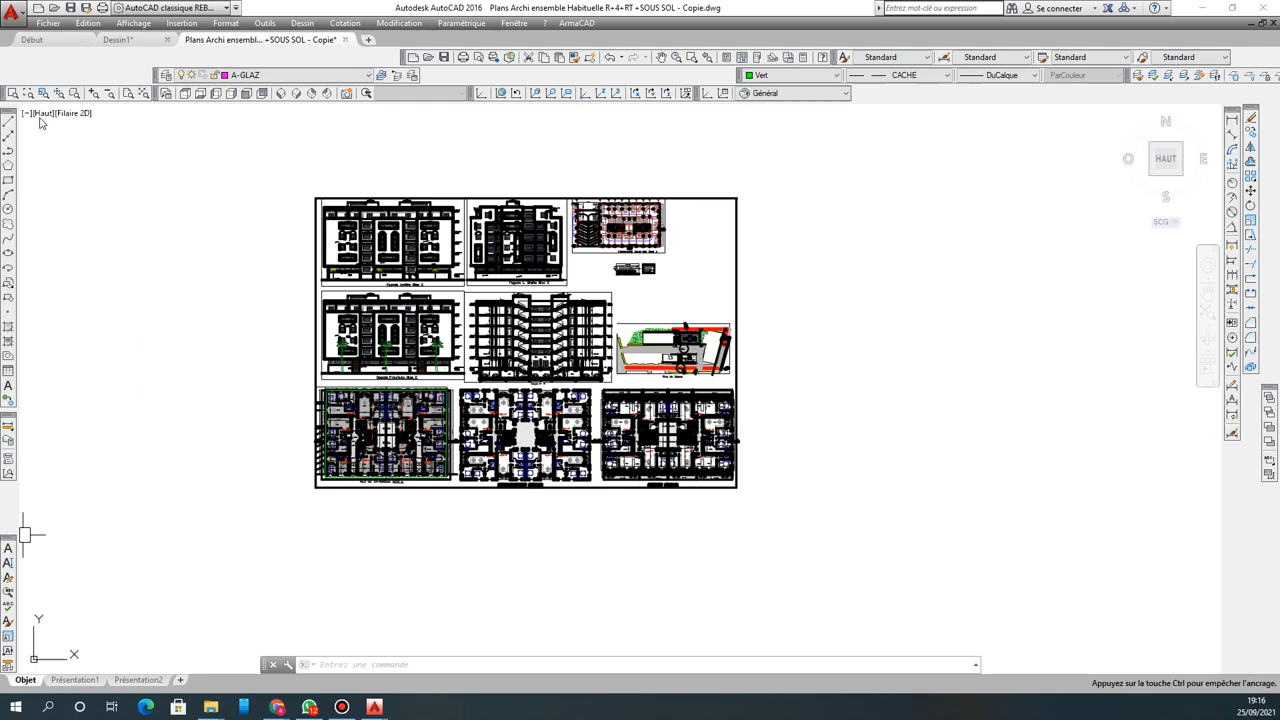 AutoCAD classique REB...
Autodesk AutoCAD 2016
Plans Archi ensemble Habituelle R+4+RT +SOUS SOL - Copie.dwg
Entrez mot-clé ou expression
Se connecter
Fichier Edition Affichage Insertion Format Outils Dessin Cotation Modification Paramétrique Fenêtre ? ArmaCAD
Début
Dessin1*
Plans Archi ensembl... +SOUS SOL - Copie*
Standard Standard Standard Standard
A-GLAZ
Vert
CACHE
DuCalque
ParCouleur
Général
[−][Haut][Filaire 2D]
N
O
HAUT
E
S
SCG
Y
X
Entrez une commande
Objet Présentation1 Présentation2
Appuyez sur la touche Ctrl pour empêcher l'ancrage.
12
19:16
25/09/2021